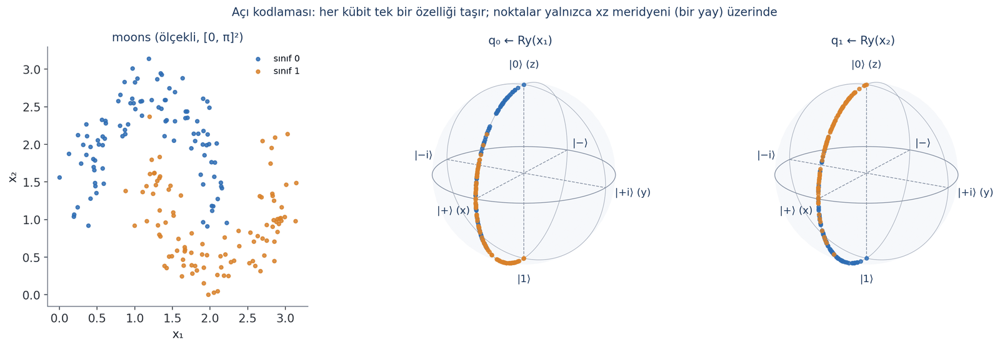 Açı kodlaması: her kübit tek bir özelliği taşır; noktalar yalnızca xz meridyeni (bir yay) üzerinde
moons (ölçekli, [0, π]²)
sınıf 0
sınıf 1
3.0
2.5
2.0
1.5
1.0
0.5
0.0
x₂
0.0 0.5 1.0 1.5 2.0 2.5 3.0
x₁
q₀ ← Ry(x₁)
|0⟩ (z)
|−⟩
|−i⟩
|+i⟩ (y)
|+⟩ (x)
|1⟩
q₁ ← Ry(x₂)
|0⟩ (z)
|−⟩
|−i⟩
|+i⟩ (y)
|+⟩ (x)
|1⟩